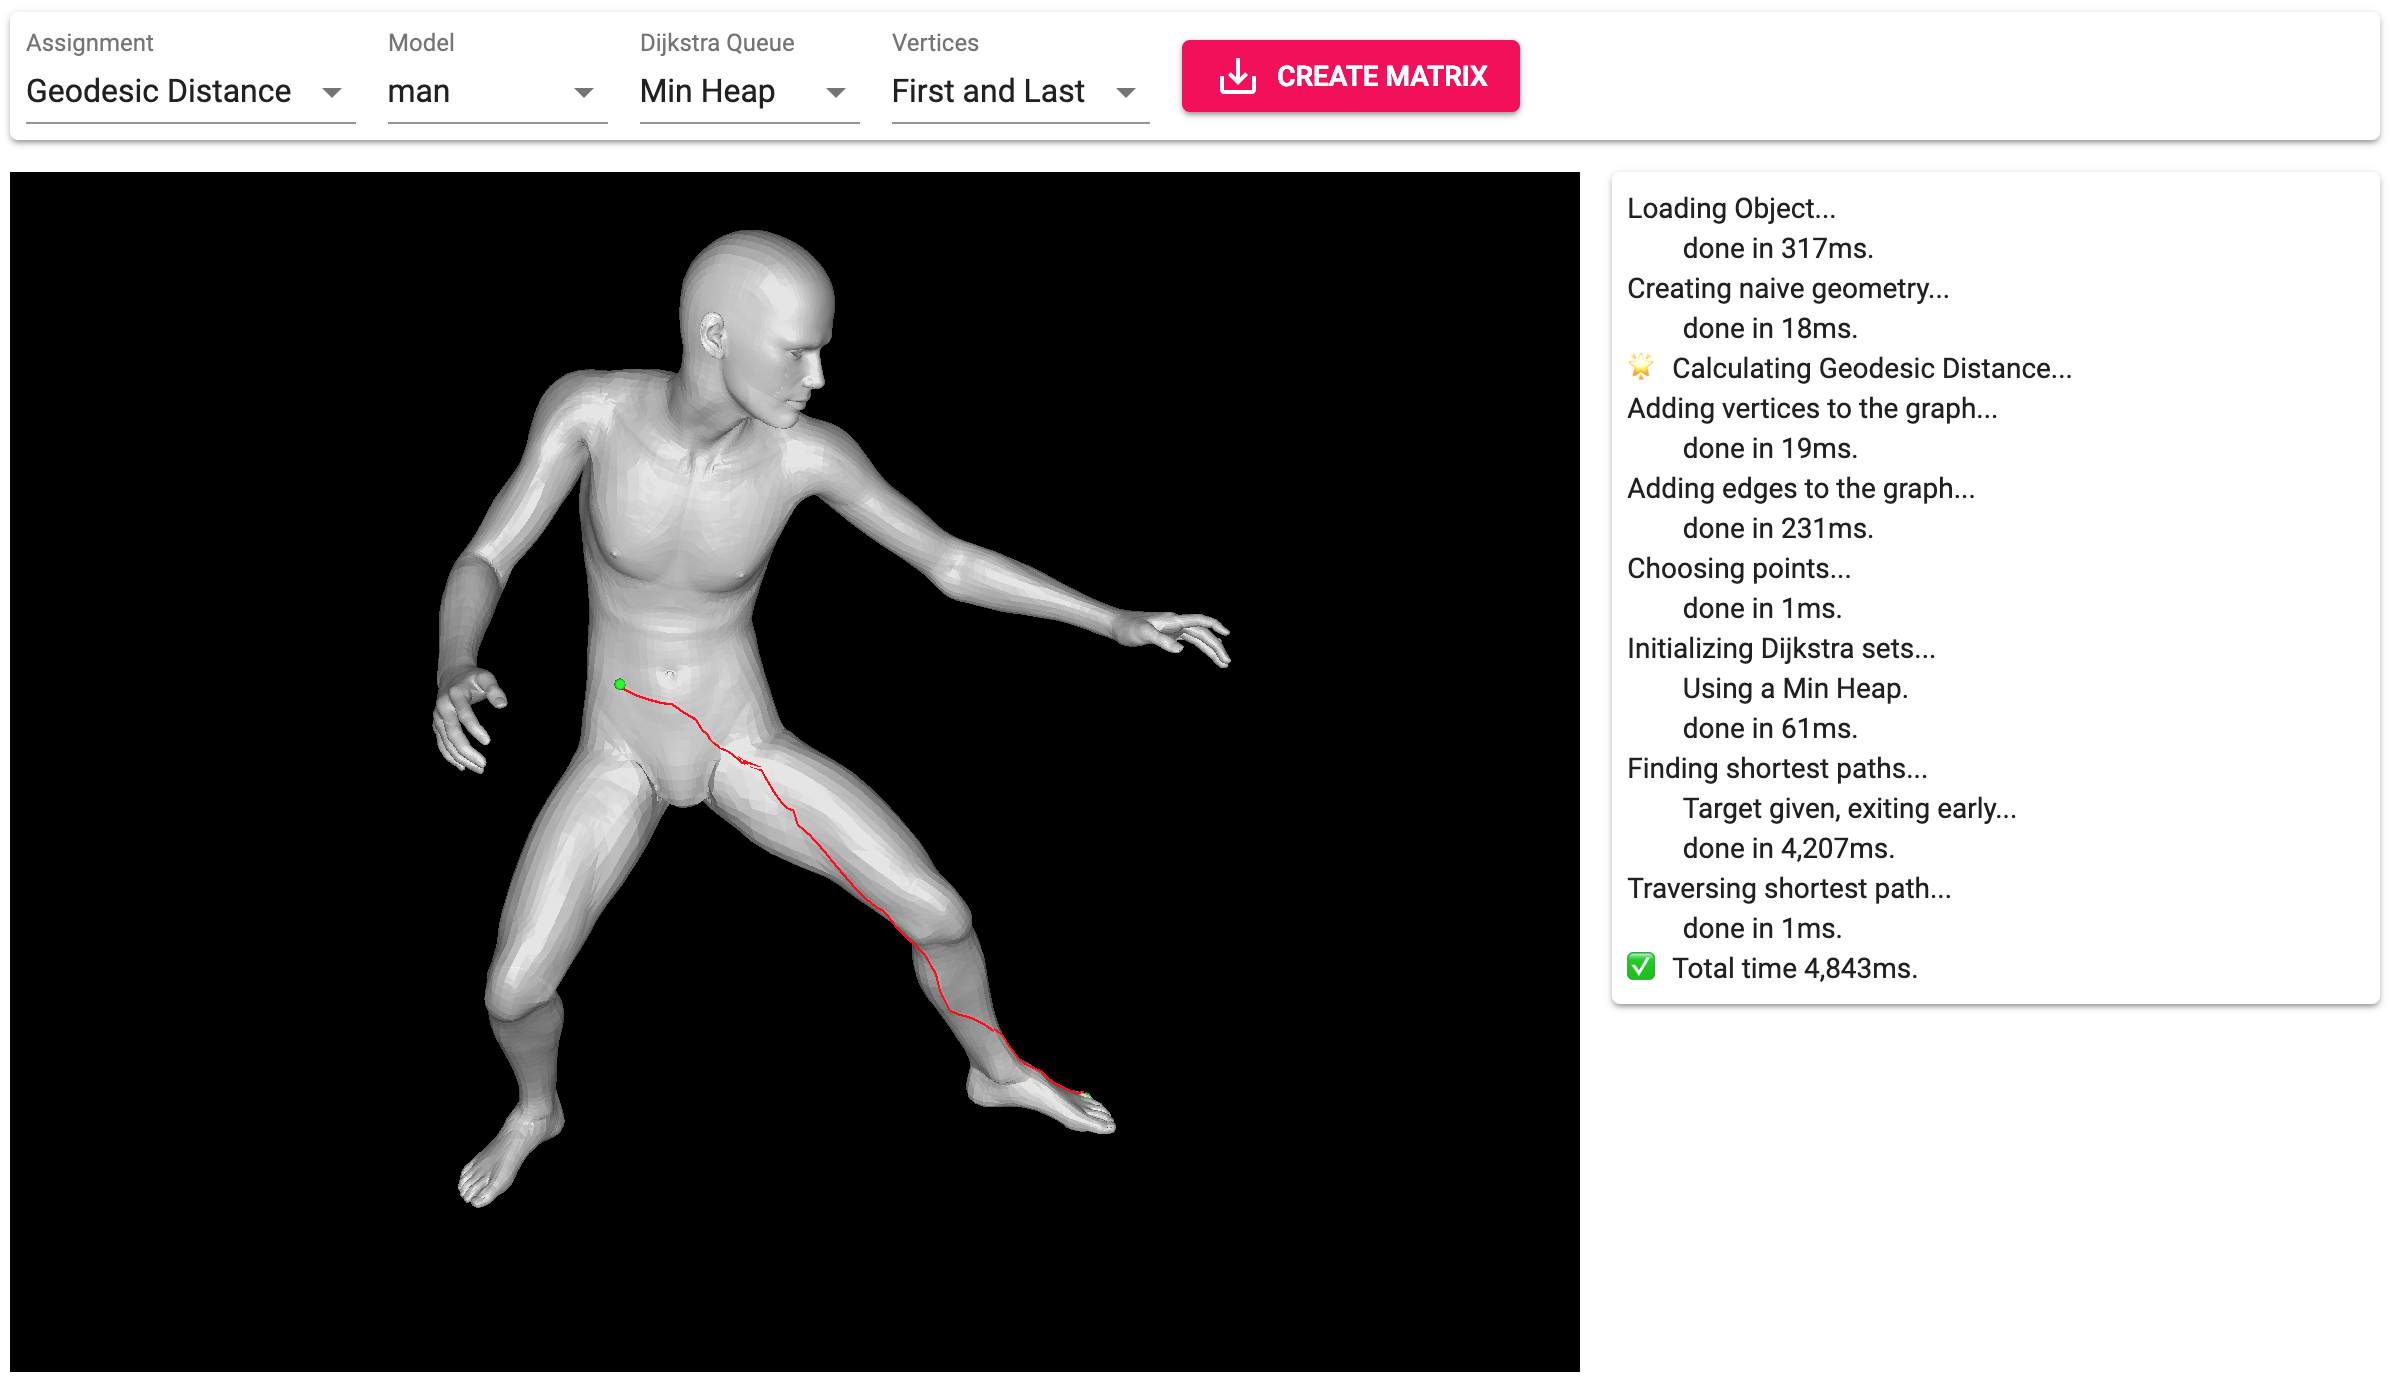 Assignment
Model
Dijkstra Queue
Vertices
Geodesic Distance
man
Min Heap
First and Last
CREATE MATRIX
Loading Object...
done in 317ms.
Creating naive geometry...
done in 18ms.
🌟 Calculating Geodesic Distance...
Adding vertices to the graph...
done in 19ms.
Adding edges to the graph...
done in 231ms.
Choosing points...
done in 1ms.
Initializing Dijkstra sets...
Using a Min Heap.
done in 61ms.
Finding shortest paths...
Target given, exiting early...
done in 4,207ms.
Traversing shortest path...
done in 1ms.
✅ Total time 4,843ms.